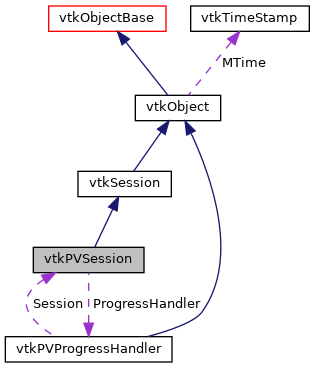 vtkObjectBase
vtkTimeStamp
MTime
vtkObject
vtkSession
vtkPVSession
Session
ProgressHandler
vtkPVProgressHandler